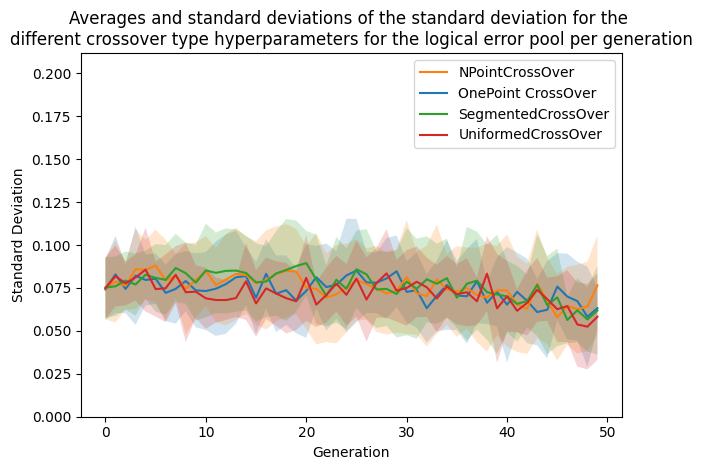 Averages and standard deviations of the standard deviation for the
different crossover type hyperparameters for the logical error pool per generation
NPointCrossOver
OnePoint CrossOver
SegmentedCrossOver
UniformedCrossOver
Standard Deviation
0.200
0.175
0.150
0.125
0.100
0.075
0.050
0.025
0.000
0 10 20 30 40 50
Generation